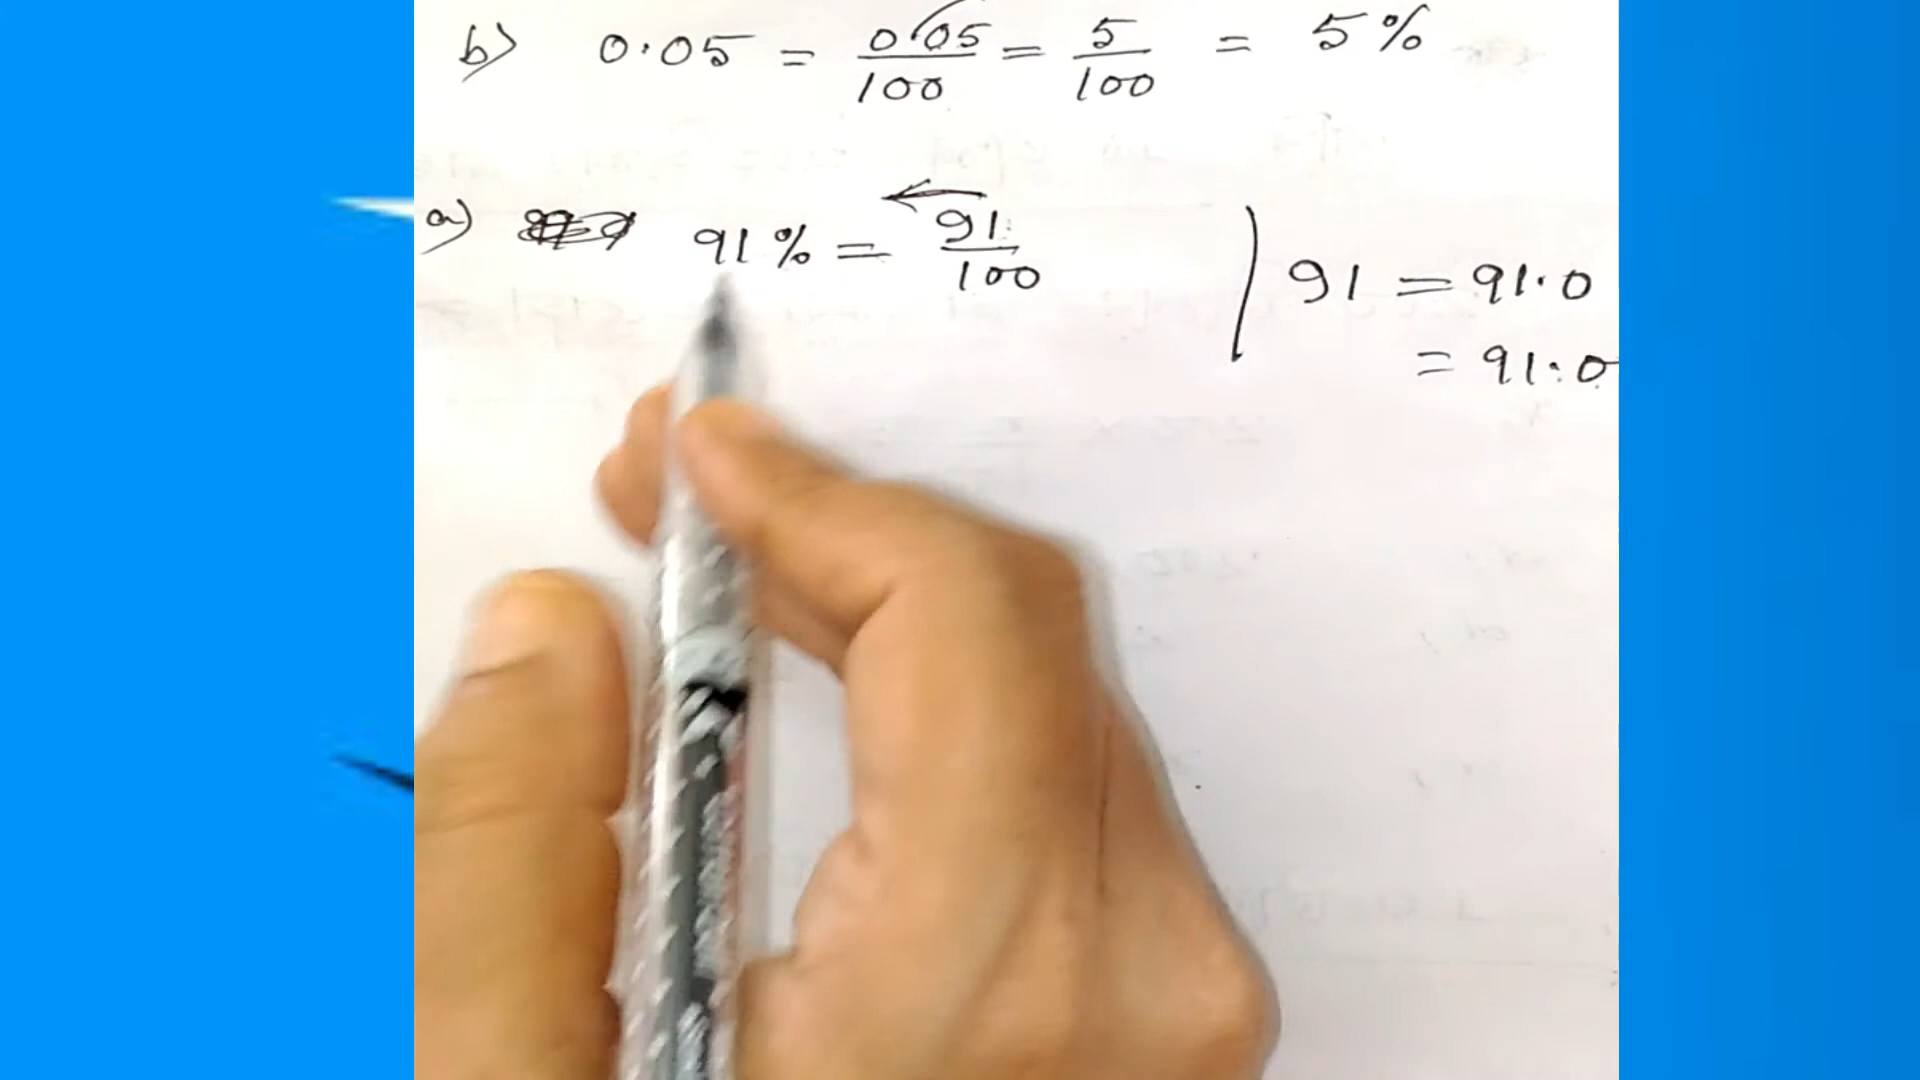 b) 0.05 = 0.05/100 = 5/100 = 5%
a) 91% = 91/100
91 = 91.0
= 91.0